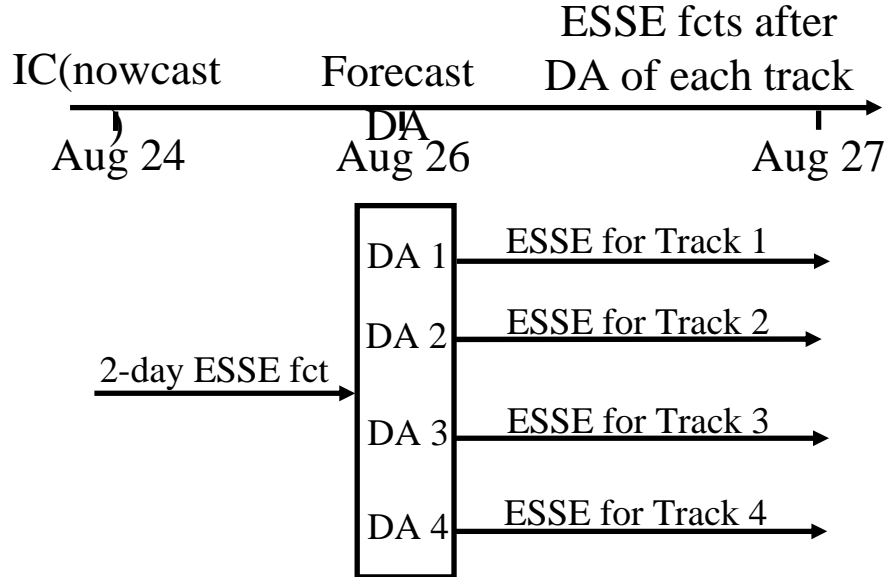 ESSE fcts after
DA of each track
IC(nowcast
)
Forecast
DA
Aug 24
Aug 26
Aug 27
DA 1
ESSE for Track 1
DA 2
ESSE for Track 2
2-day ESSE fct
DA 3
ESSE for Track 3
DA 4
ESSE for Track 4